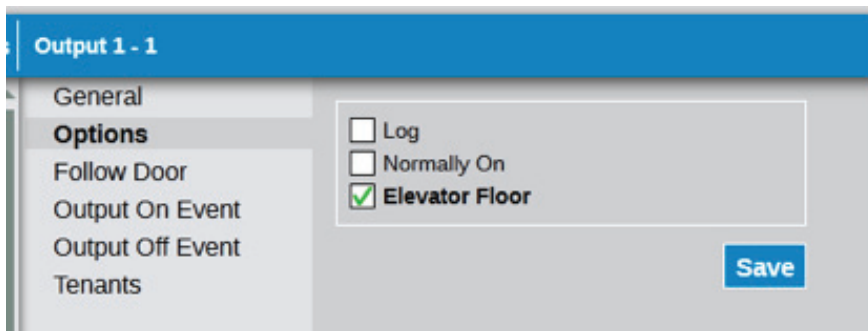 Output 1 - 1
General
Options
Follow Door
Output On Event
Output Off Event
Tenants
Log
Normally On
Elevator Floor
Save